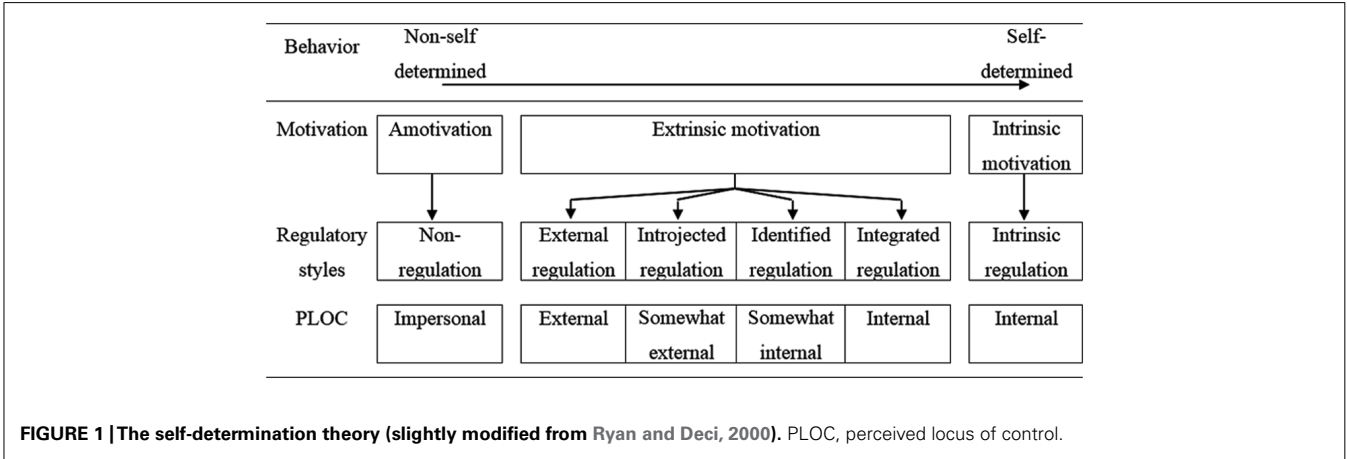 Behavior
Non-self
determined
Self-
determined
Motivation
Amotivation
Extrinsic motivation
Intrinsic
motivation
Regulatory
styles
Non-
regulation
External
regulation
Introjected
regulation
Identified
regulation
Integrated
regulation
Intrinsic
regulation
PLOC
Impersonal
External
Somewhat
external
Somewhat
internal
Internal
Internal
FIGURE 1 | The self-determination theory (slightly modified from Ryan and Deci, 2000). PLOC, perceived locus of control.